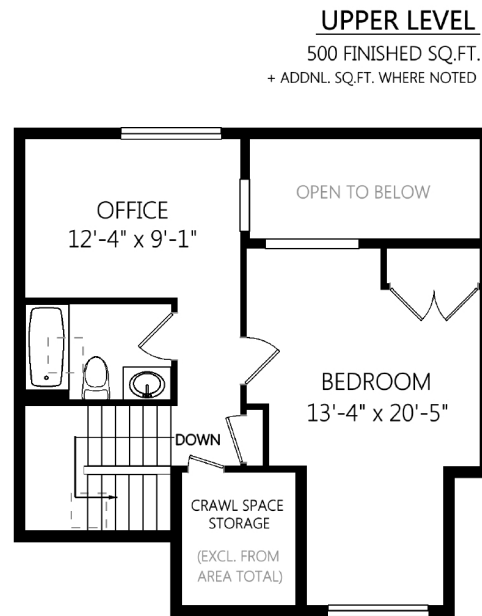 UPPER LEVEL
500 FINISHED SQ.FT.
+ ADDNL. SQ.FT. WHERE NOTED
OFFICE
12'-4" x 9'-1"
OPEN TO BELOW
BEDROOM
13'-4" x 20'-5"
DOWN
CRAWL SPACE
STORAGE
(EXCL. FROM
AREA TOTAL)